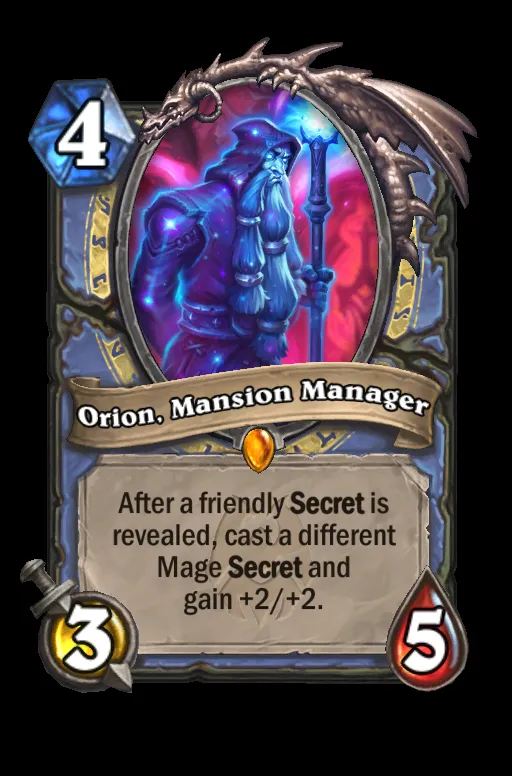 4
Orion, Mansion Manager
After a friendly Secret is
revealed, cast a different
Mage Secret and
gain +2/+2.
3
5